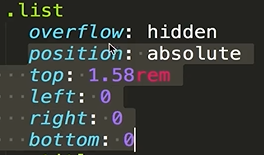 .list
overflow: hidden
position: absolute
top: 1.58rem
left: 0
right: 0
bottom: 0